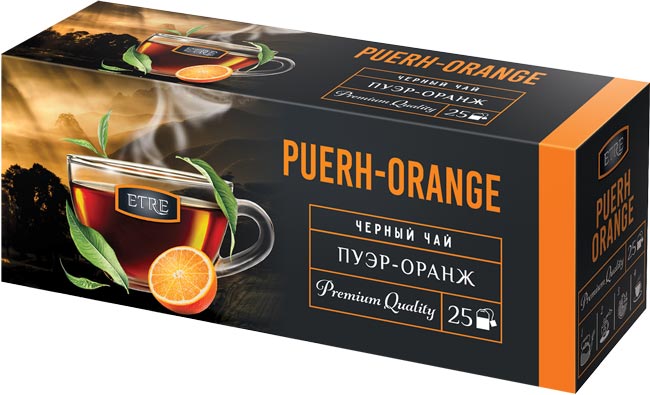 ETRE
PUERH-ORANGE
ЧЕРНЫЙ ЧАЙ
ПУЭР-ОРАНЖ
Premium Quality 25
ETRE
PUERH-ORANGE
ЧЕРНЫЙ ЧАЙ
ПУЭР-ОРАНЖ
Premium Quality 25
ETRE
PUERH
ORANGE
Premium Quality 25